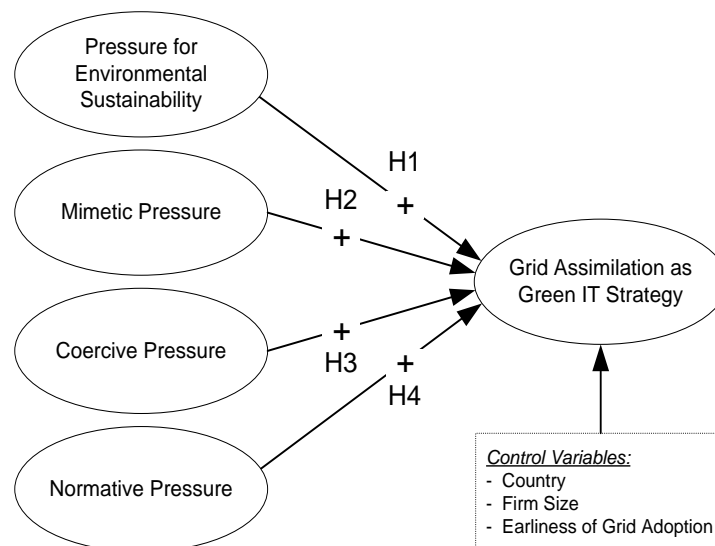 Pressure for
Environmental
Sustainability
H1
+
Mimetic Pressure
H2
+
Grid Assimilation as
Green IT Strategy
Coercive Pressure
+
H3
+
H4
Normative Pressure
Control Variables:
- Country
- Firm Size
- Earliness of Grid Adoption